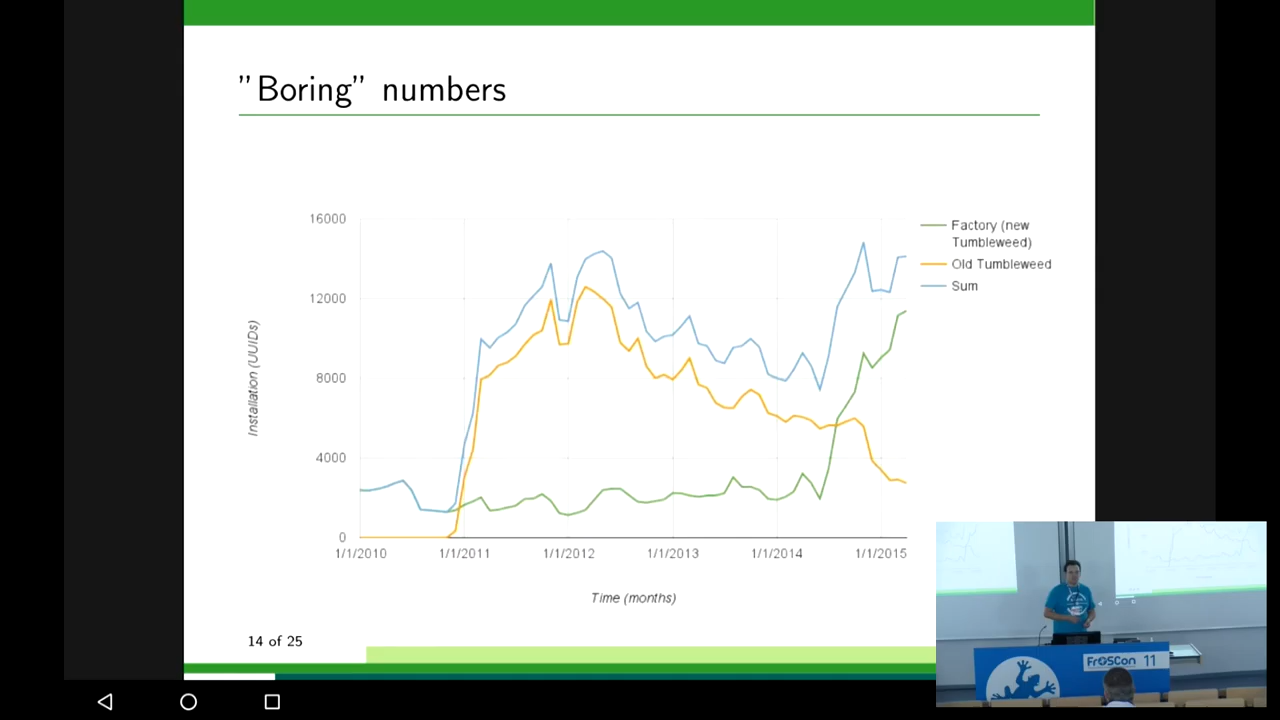 "Boring" numbers
16000
12000
8000
4000
0
Installation (UUIDs)
1/1/2010
1/1/2011
1/1/2012
1/1/2013
1/1/2014
1/1/2015
Time (months)
Factory (new
Tumbleweed)
Old Tumbleweed
Sum
14 of 25
FrOSCon 11